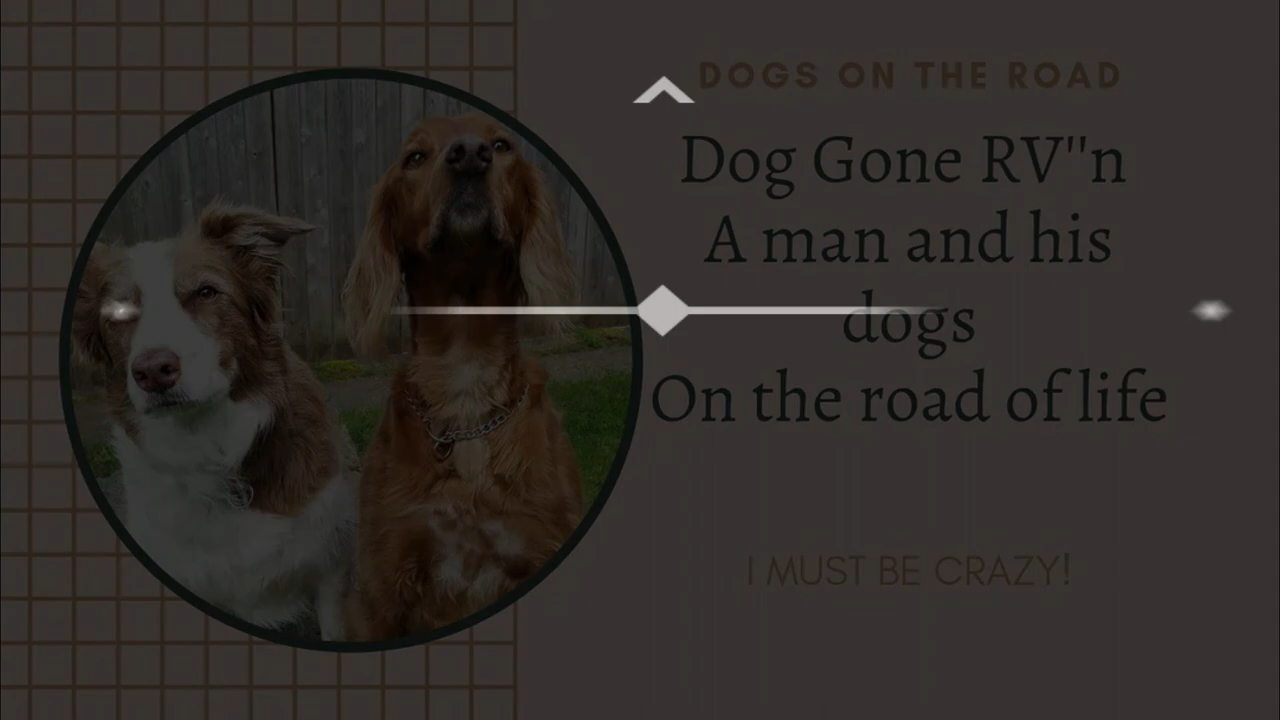 DOGS ON THE ROAD
Dog Gone RV"n
A man and his
dogs
On the road of life
I MUST BE CRAZY!